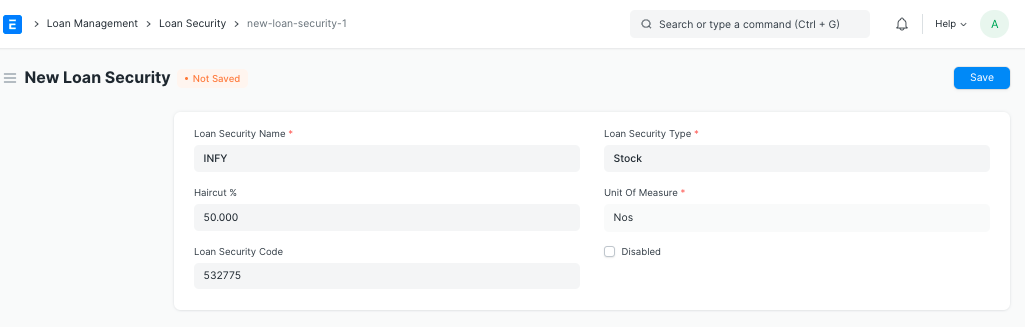 E Loan Management Loan Security new-loan-security-1 Search or type a command (Ctrl + G) Help A
New Loan Security • Not Saved Save
Loan Security Name * Loan Security Type *
INFY Stock
Haircut % Unit Of Measure *
50.000 Nos
Loan Security Code Disabled
532775